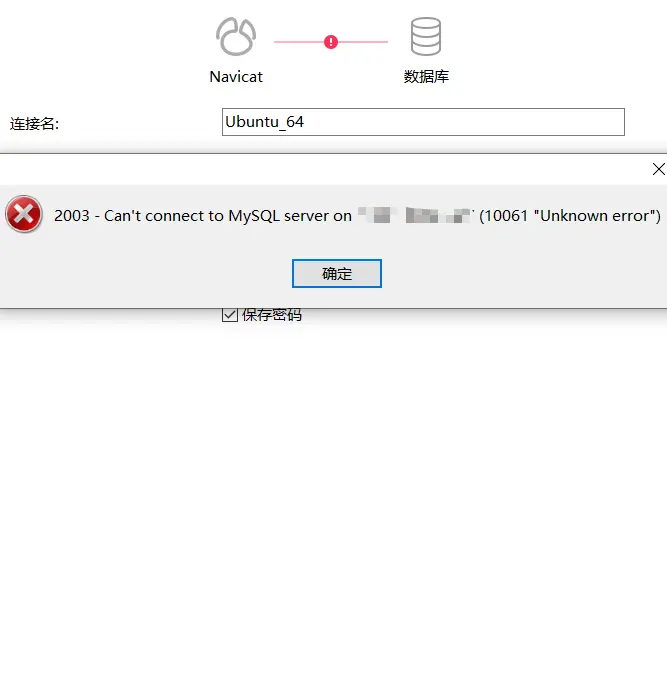 Navicat
数据库
连接名:
Ubuntu_64
2003 - Can't connect to MySQL server on ' (10061 "Unknown error")
确定
保存密码